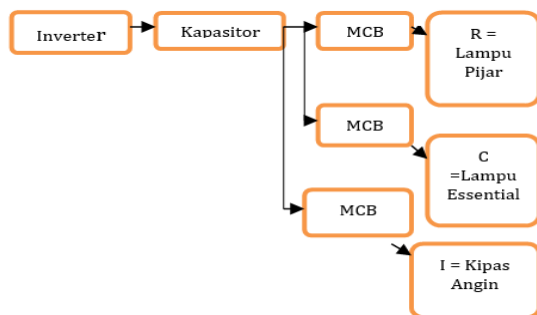 Inverter
Kapasitor
MCB
R =
Lampu
Pijar
MCB
C
=Lampu
Essential
MCB
I = Kipas
Angin